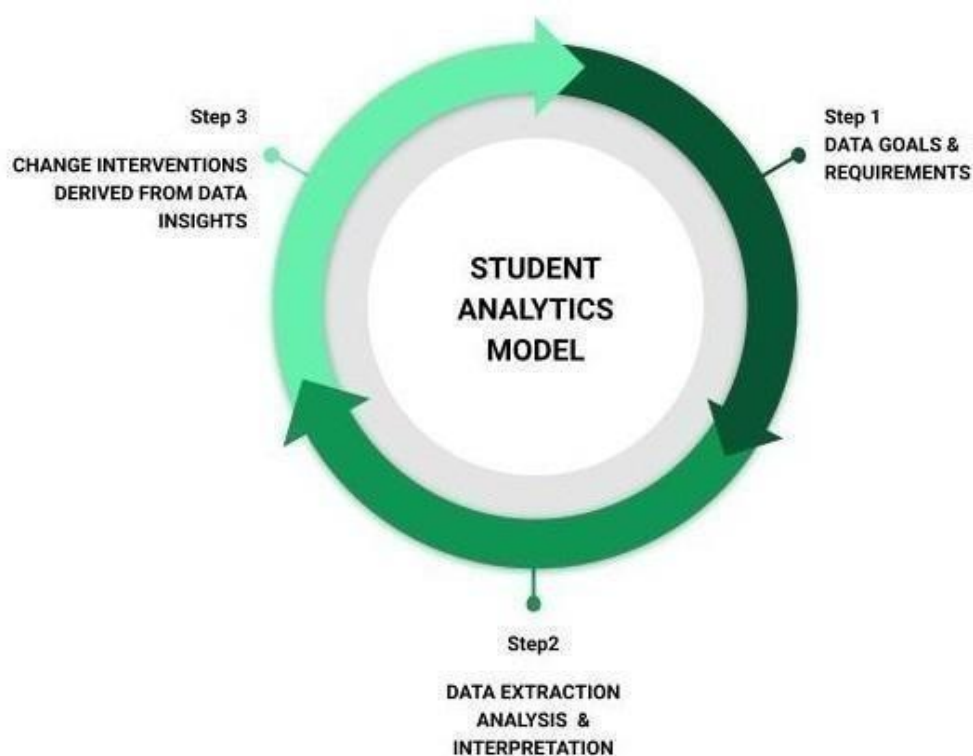 Step 3
CHANGE INTERVENTIONS
DERIVED FROM DATA
INSIGHTS
Step 1
DATA GOALS &
REQUIREMENTS
STUDENT
ANALYTICS
MODEL
Step2
DATA EXTRACTION
ANALYSIS &
INTERPRETATION